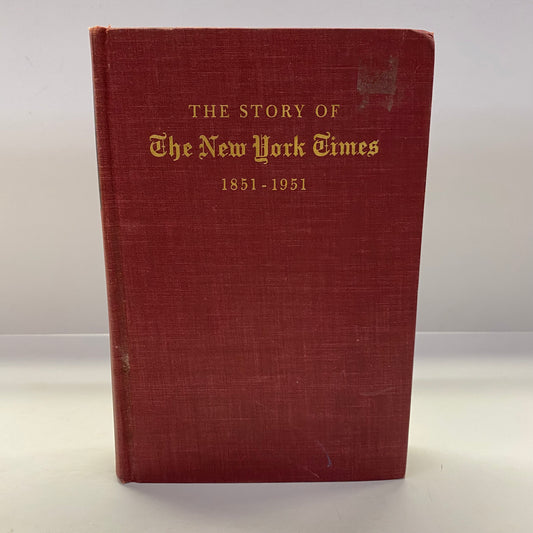 THE STORY OF
The New York Times
1851-1951